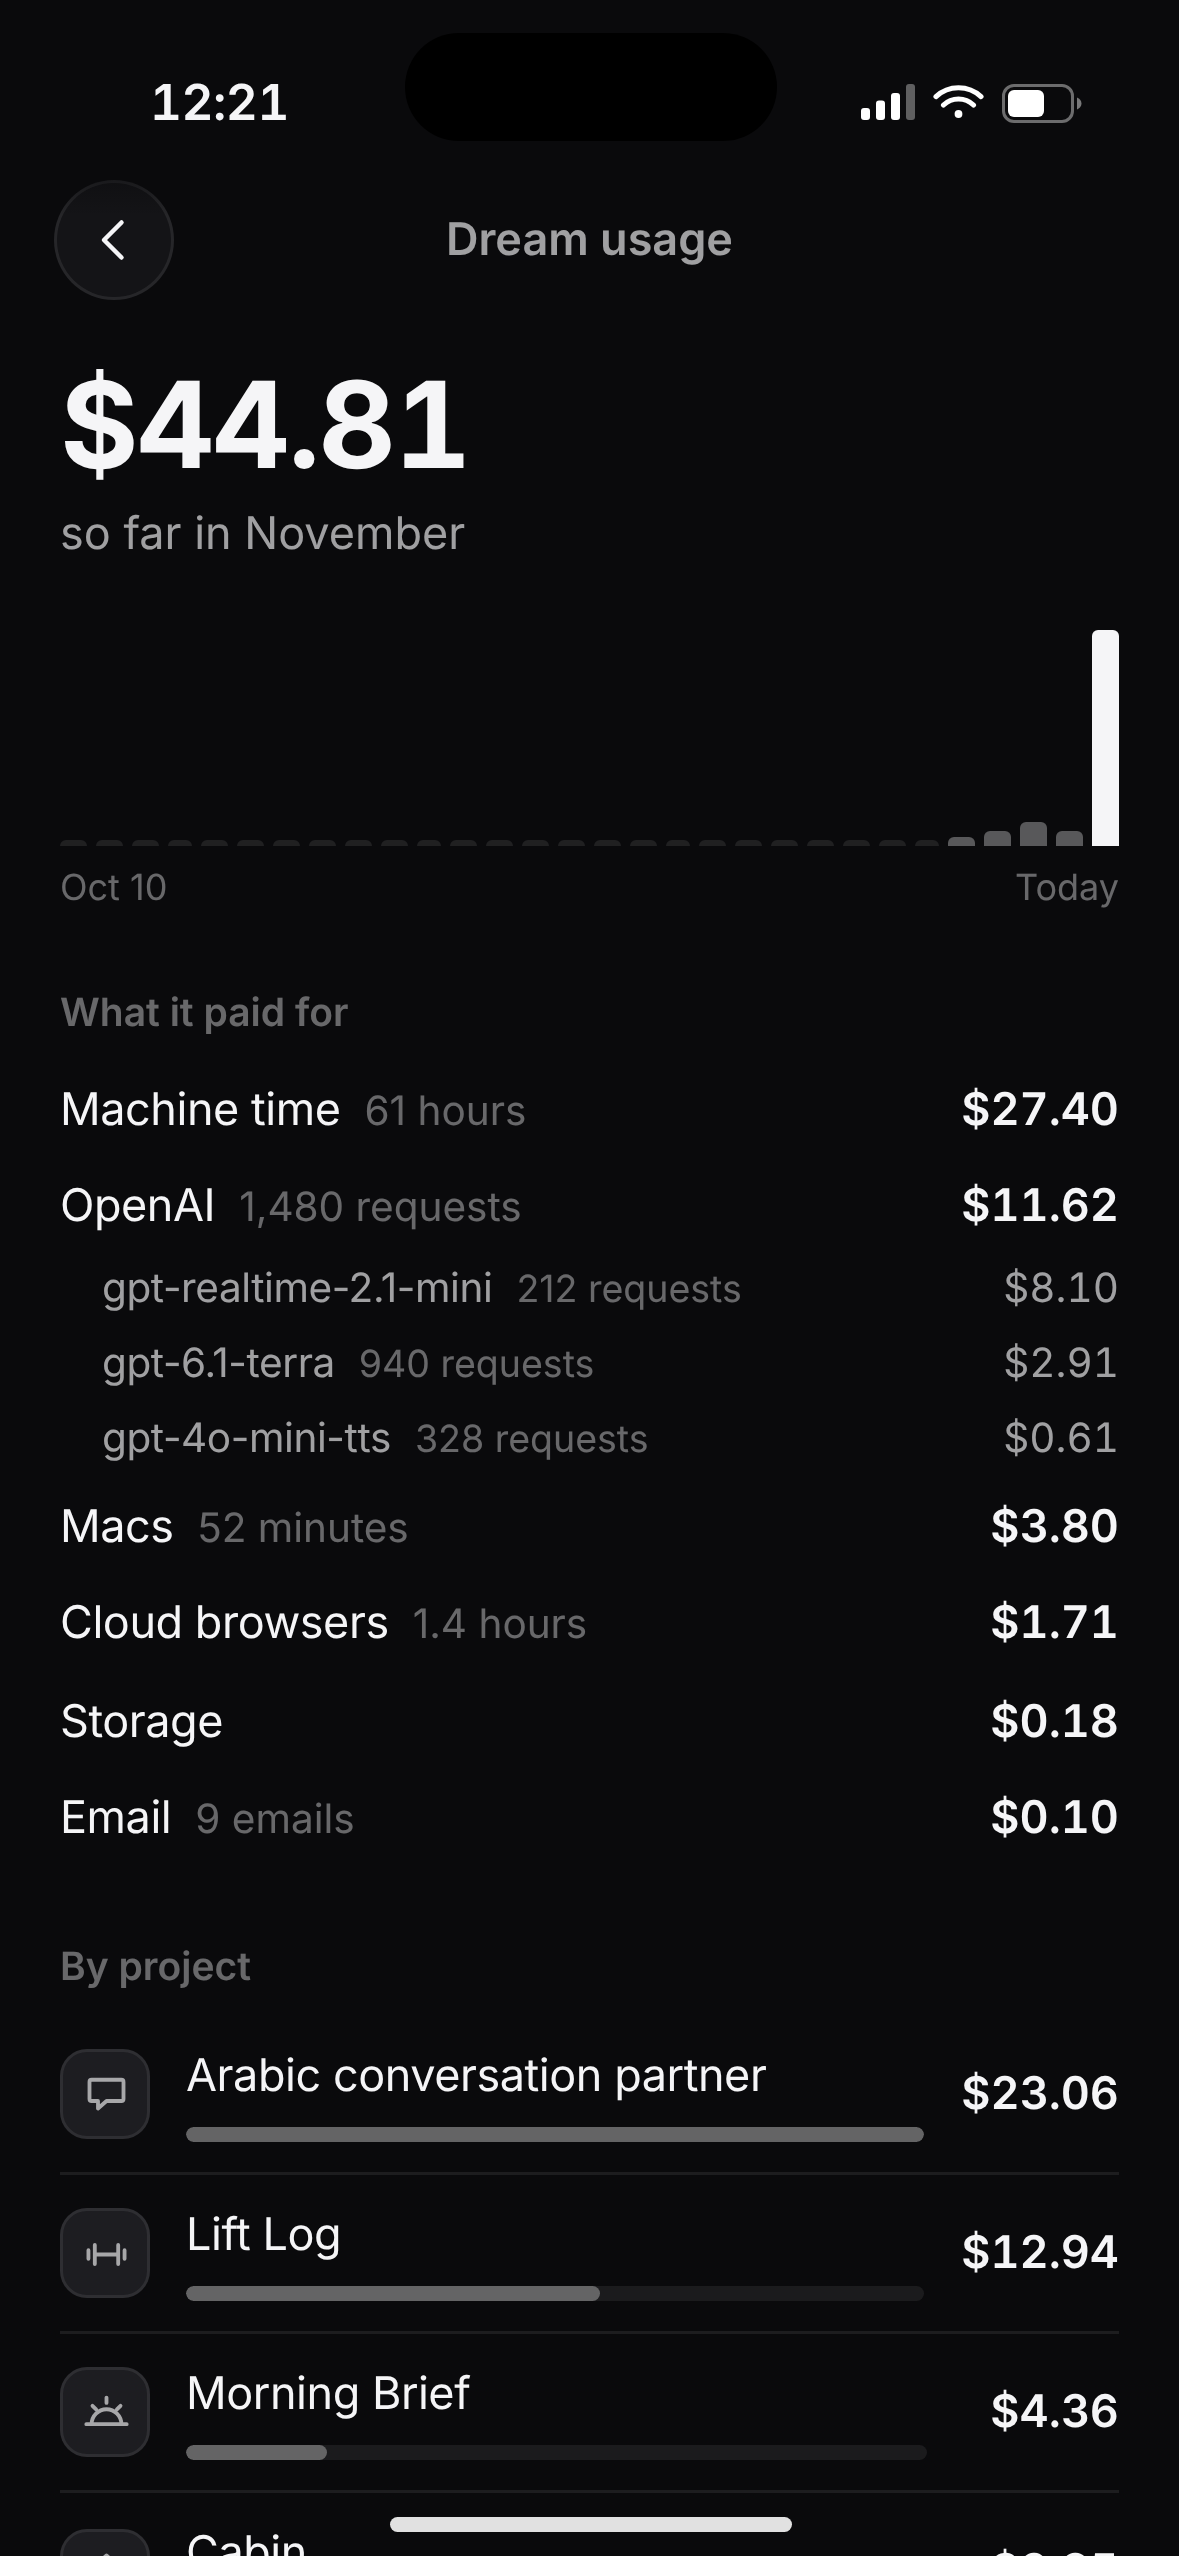 12:21
Dream usage
$44.81
so far in November
Oct 10 Today
What it paid for
Machine time 61 hours $27.40
OpenAI 1,480 requests $11.62
gpt-realtime-2.1-mini 212 requests $8.10
gpt-6.1-terra 940 requests $2.91
gpt-4o-mini-tts 328 requests $0.61
Macs 52 minutes $3.80
Cloud browsers 1.4 hours $1.71
Storage $0.18
Email 9 emails $0.10
By project
Arabic conversation partner $23.06
Lift Log $12.94
Morning Brief $4.36
Cabin